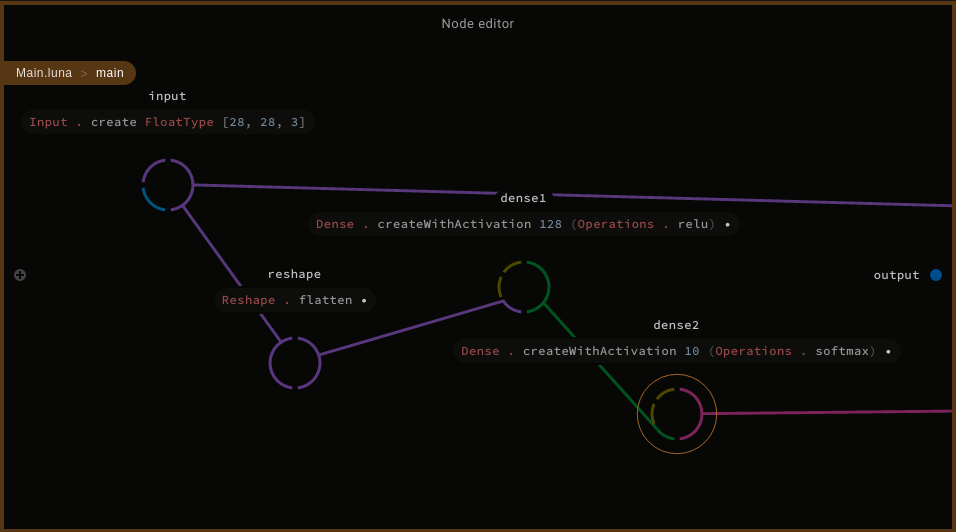 Node editor
Main.luna > main
input
Input . create FloatType [28, 28, 3]
dense1
Dense . createWithActivation 128 (Operations . relu) •
reshape
output
Reshape . flatten •
dense2
Dense . createWithActivation 10 (Operations . softmax) •